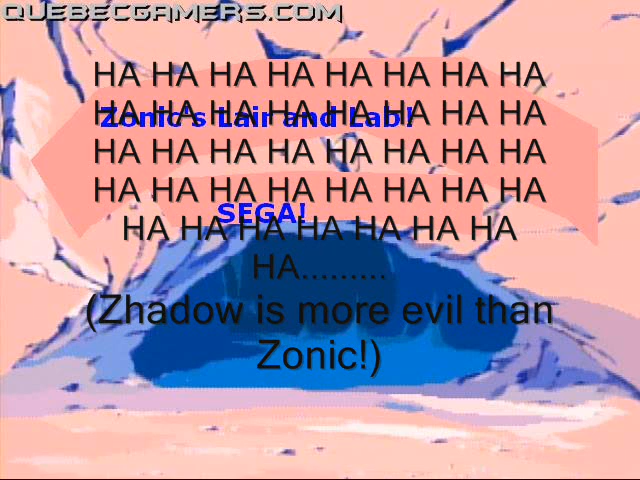 QUEBECGAMERS.COM
HA HA HA HA HA HA HA HA
HA HA HA HA HA HA HA HA
Zonic's Lair and Lab!
HA HA HA HA HA HA HA HA
HA HA HA HA HA HA HA HA
SEGA!
HA HA HA HA HA HA HA
HA.........
(Zhadow is more evil than
Zonic!)